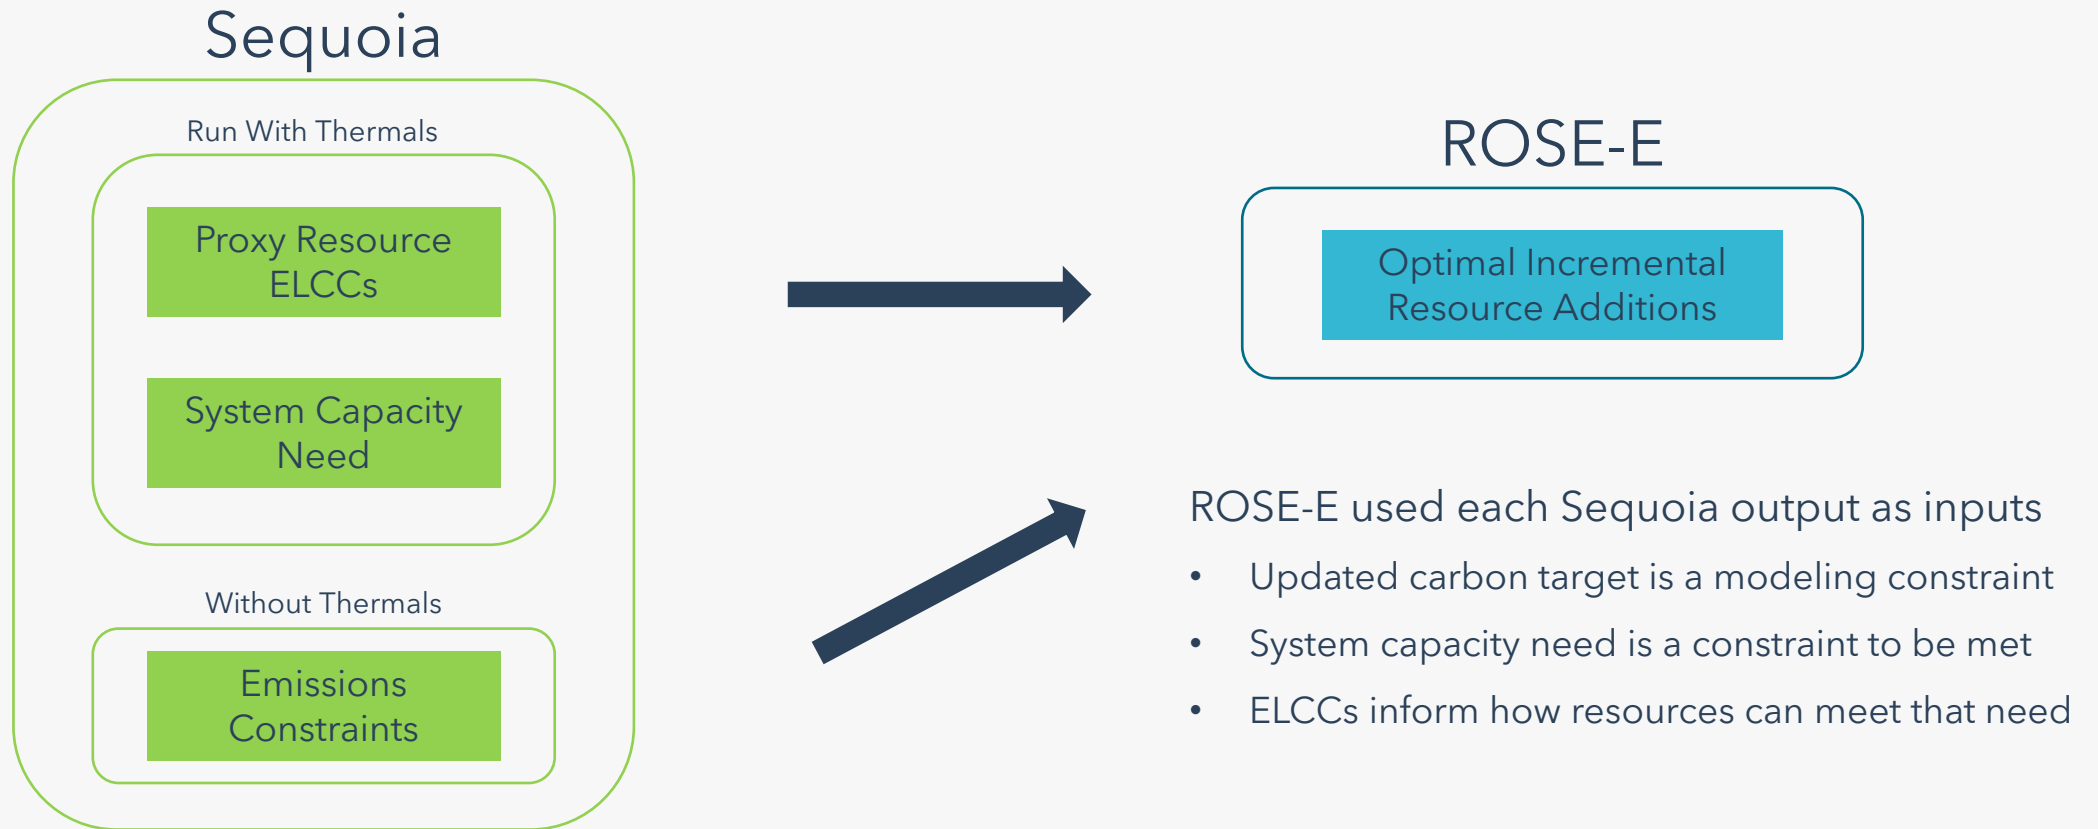 Sequoia
Run With Thermals
Proxy Resource
ELCCs
System Capacity
Need
Without Thermals
Emissions
Constraints
ROSE-E
Optimal Incremental
Resource Additions
ROSE-E used each Sequoia output as inputs
• Updated carbon target is a modeling constraint
• System capacity need is a constraint to be met
• ELCCs inform how resources can meet that need